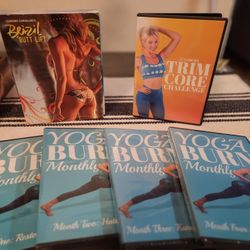 Brazil
BUTT LIFT
TRIM
CORE
CHALLENGE
YOGA
BURN
Monthly
YOGA
BURN
Monthly
Month Two:
YOGA
BURN
Monthly
Month Three:
YOGA
BURN
Monthly
Month Four